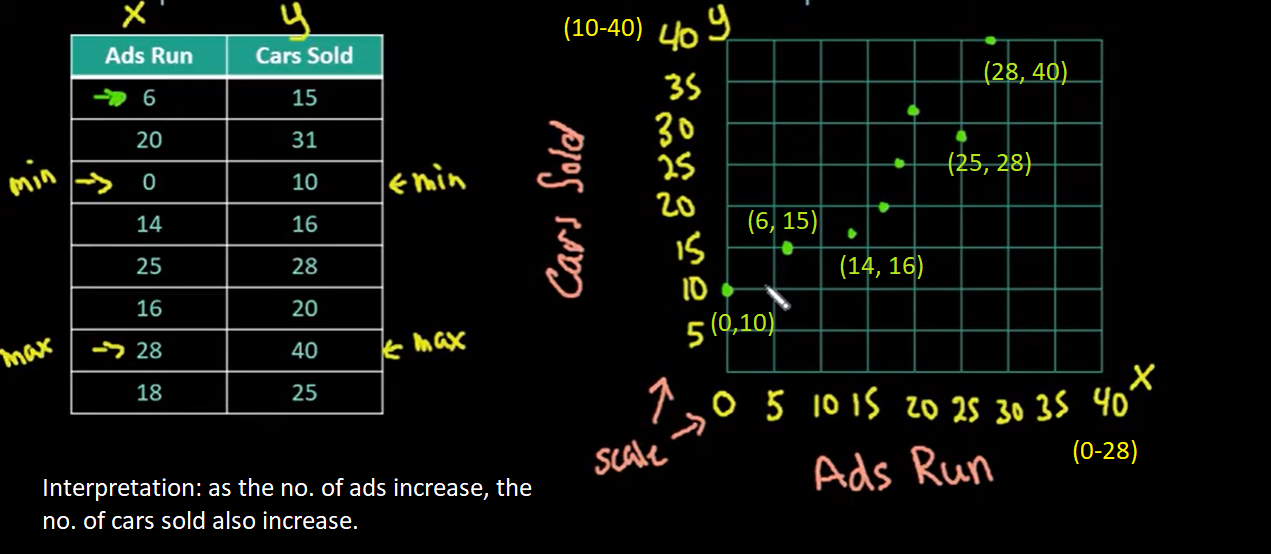 x y
Ads Run Cars Sold
6 15
20 31
min 0 10 min
14 16
25 28
16 20
max 28 40 max
18 25
Interpretation: as the no. of ads increase, the
no. of cars sold also increase.
(10-40) 40 y
35
30
25
20
15
10
5
Cars Sold
(28, 40)
(25, 28)
(6, 15)
(14, 16)
(0,10)
0 5 10 15 20 25 30 35 40 x
scale
Ads Run
(0-28)